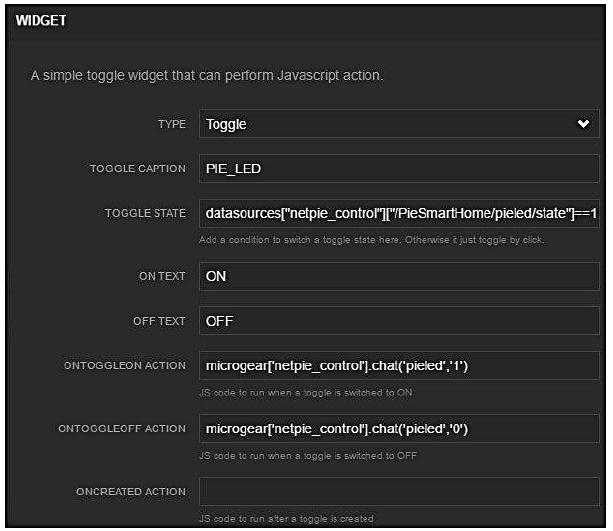 WIDGET
A simple toggle widget that can perform Javascript action.
TYPE Toggle
TOGGLE CAPTION PIE_LED
TOGGLE STATE datasources["netpie_control"]["/PieSmartHome/pieled/state"]==1
Add a condition to switch a toggle state here. Otherwise it just toggle by click.
ON TEXT ON
OFF TEXT OFF
ONTOGGLEON ACTION microgear['netpie_control'].chat('pieled','1')
JS code to run when a toggle is switched to ON
ONTOGGLEOFF ACTION microgear['netpie_control'].chat('pieled','0')
JS code to run when a toggle is switched to OFF
ONCREATED ACTION
JS code to run after a toggle is created